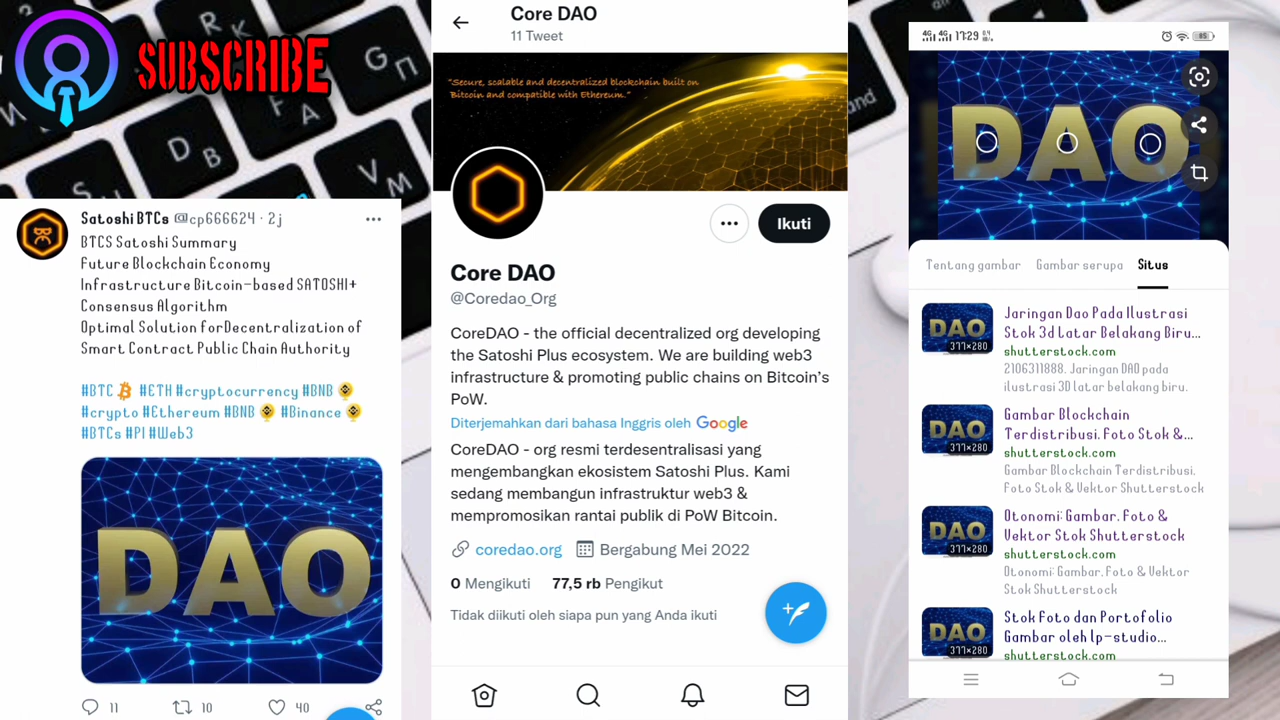 SUBSCRIBE
R
K
G
П
D
B
F
A
V
M
S
and
Satoshi BTCs @cp666624 · 2j
BTCS Satoshi Summary
Future Blockchain Economy
Infrastructure Bitcoin-based SATOSHI+
Consensus Algorithm
Optimal Solution forDecentralization of
Smart Contract Public Chain Authority
#BTC #ETH #cryptocurrency #BNB
#crypto #Ethereum #BNB #Binance
#BTCs #PI #Web3
DAO
11 10 40
Core DAO
11 Tweet
"Secure, scalable and decentralized blockchain built on
Bitcoin and compatible with Ethereum."
Ikuti
Core DAO
@Coredao_Org
CoreDAO - the official decentralized org developing
the Satoshi Plus ecosystem. We are building web3
infrastructure & promoting public chains on Bitcoin's
PoW.
Diterjemahkan dari bahasa Inggris oleh Google
CoreDAO - org resmi terdesentralisasi yang
mengembangkan ekosistem Satoshi Plus. Kami
sedang membangun infrastruktur web3 &
mempromosikan rantai publik di PoW Bitcoin.
coredao.org Bergabung Mei 2022
0 Mengikuti 77,5 rb Pengikut
Tidak diikuti oleh siapa pun yang Anda ikuti
4G 4G 17:29 85
DAO
Tentang gambar Gambar serupa Situs
DAO
377×280
Jaringan Dao Pada Ilustrasi
Stok 3d Latar Belakang Biru...
shutterstock.com
2106311888. Jaringan DAO pada
ilustrasi 3D latar belakang biru.
DAO
377×280
Gambar Blockchain
Terdistribusi, Foto Stok &...
shutterstock.com
Gambar Blockchain Terdistribusi,
Foto Stok & Vektor Shutterstock
DAO
377×280
Otonomi: Gambar, Foto &
Vektor Stok Shutterstock
shutterstock.com
Otonomi: Gambar, Foto & Vektor
Stok Shutterstock
DAO
377×280
Stok Foto dan Portofolio
Gambar oleh lp-studio...
shutterstock.com